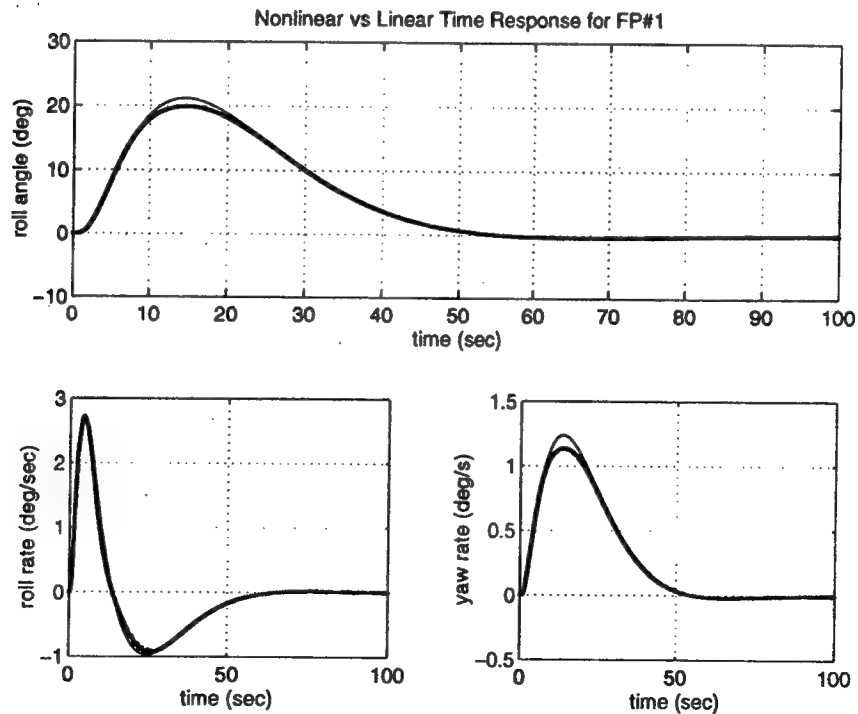 Nonlinear vs Linear Time Response for FP#1
30
20
10
0
−10
roll angle (deg)
0 10 20 30 40 50 60 70 80 90 100
time (sec)
3
2
1
0
−1
roll rate (deg/sec)
0 50 100
time (sec)
1.5
1
0.5
0
−0.5
yaw rate (deg/s)
0 50 100
time (sec)